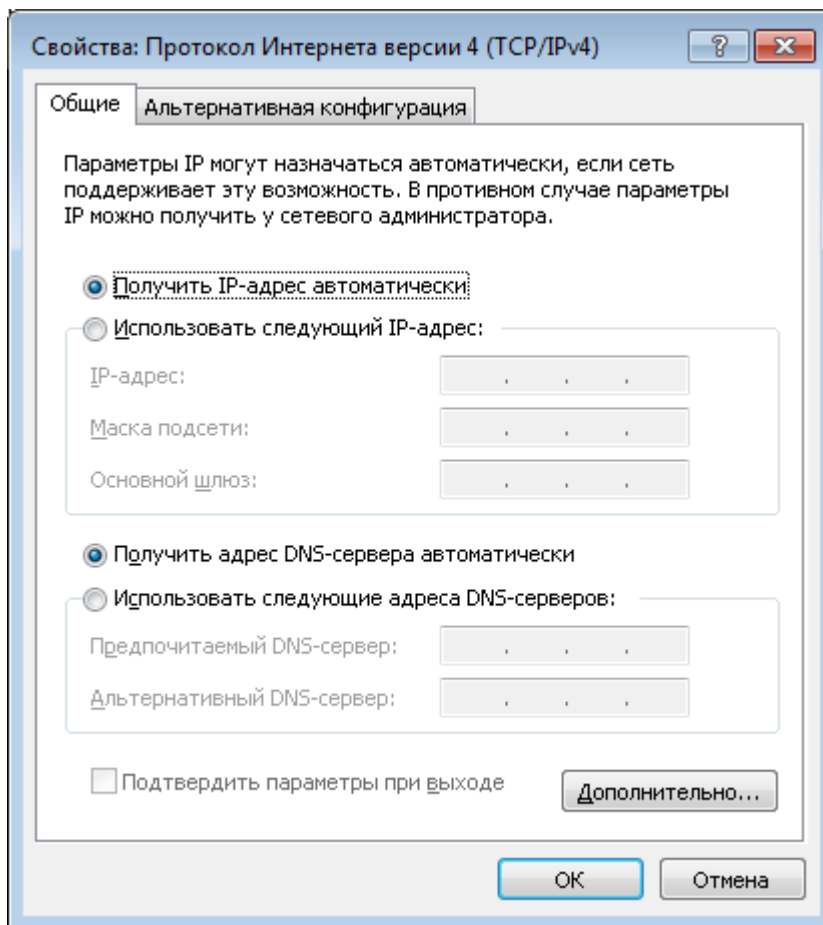 Свойства: Протокол Интернета версии 4 (TCP/IPv4)
Общие
Альтернативная конфигурация
Параметры IP могут назначаться автоматически, если сеть
поддерживает эту возможность. В противном случае параметры
IP можно получить у сетевого администратора.
Получить IP-адрес автоматически
Использовать следующий IP-адрес:
IP-адрес:
Маска подсети:
Основной шлюз:
Получить адрес DNS-сервера автоматически
Использовать следующие адреса DNS-серверов:
Предпочитаемый DNS-сервер:
Альтернативный DNS-сервер:
Подтвердить параметры при выходе
Дополнительно...
ОК
Отмена